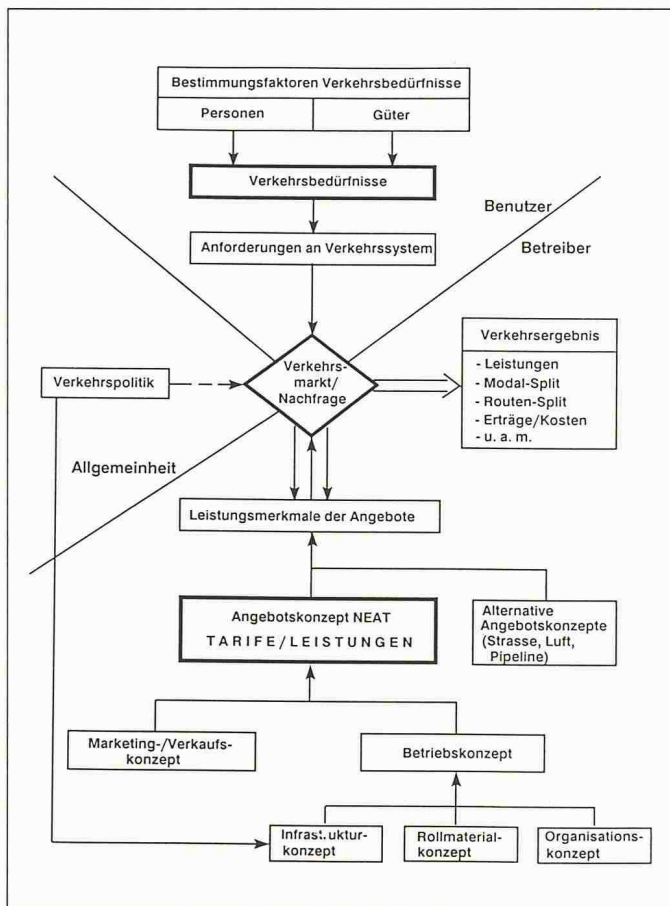 Bestimmungsfaktoren Verkehrsbedürfnisse
Personen
Güter
Verkehrsbedürfnisse
Benutzer
Anforderungen an Verkehrssystem
Betreiber
Verkehrs-
markt/
Nachfrage
Verkehrsergebnis
- Leistungen
- Modal-Split
- Routen-Split
- Erträge/Kosten
- u. a. m.
Verkehrspolitik
Allgemeinheit
Leistungsmerkmale der Angebote
Angebotskonzept NEAT
TARIFE/LEISTUNGEN
Alternative
Angebotskonzepte
(Strasse, Luft,
Pipeline)
Marketing-/Verkaufs-
konzept
Betriebskonzept
Infrastruktur-
konzept
Rollmaterial-
konzept
Organisations-
konzept